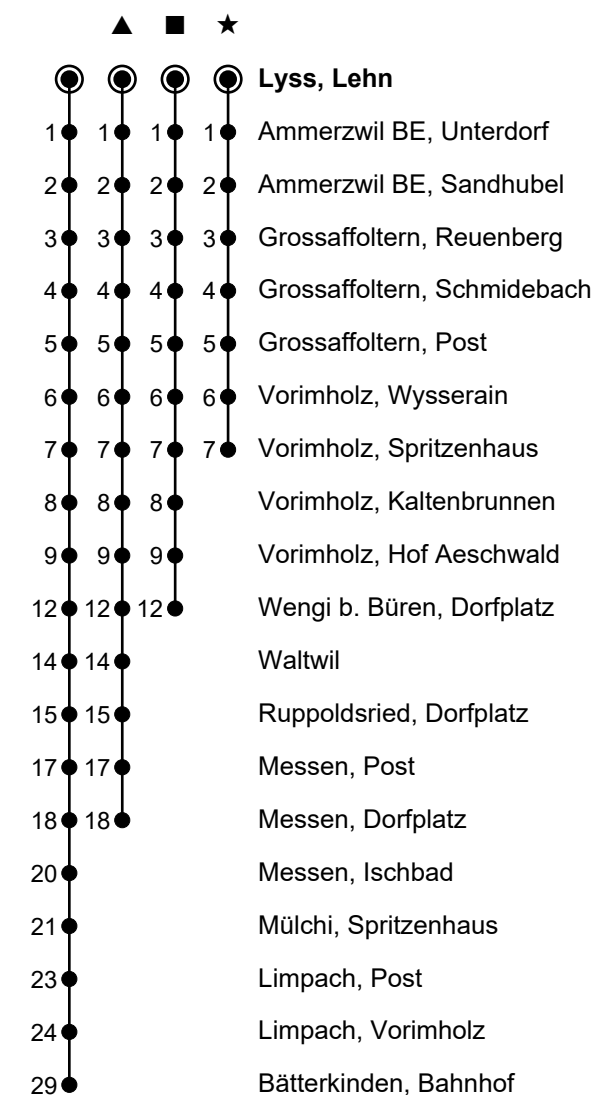 ▲ ■ ★
Lyss, Lehn
1 1 1 1 Ammerzwil BE, Unterdorf
2 2 2 2 Ammerzwil BE, Sandhubel
3 3 3 3 Grossaffoltern, Reuenberg
4 4 4 4 Grossaffoltern, Schmidebach
5 5 5 5 Grossaffoltern, Post
6 6 6 6 Vorimholz, Wysserain
7 7 7 7 Vorimholz, Spritzenhaus
8 8 8 Vorimholz, Kaltenbrunnen
9 9 9 Vorimholz, Hof Aeschwald
12 12 12 Wengi b. Büren, Dorfplatz
14 14 Waltwil
15 15 Ruppoldsried, Dorfplatz
17 17 Messen, Post
18 18 Messen, Dorfplatz
20 Messen, Ischbad
21 Mülchi, Spritzenhaus
23 Limpach, Post
24 Limpach, Vorimholz
29 Bätterkinden, Bahnhof